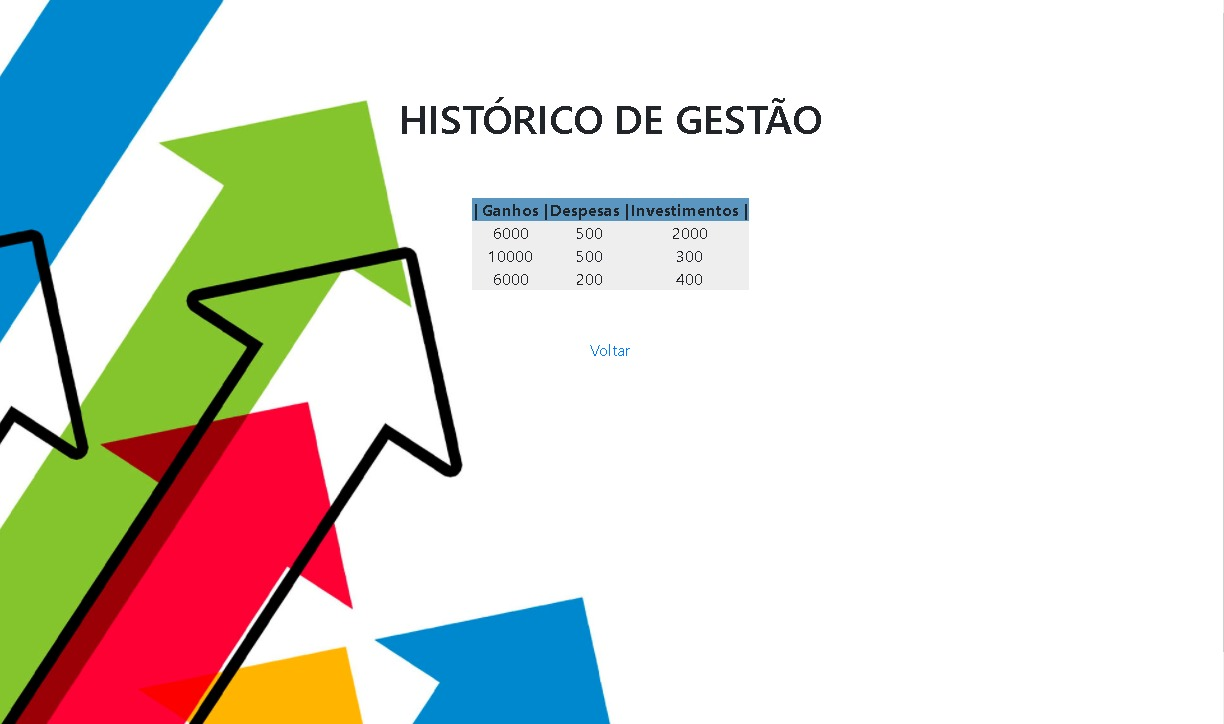 HISTÓRICO DE GESTÃO
| Ganhos |Despesas |Investimentos |
6000 500 2000
10000 500 300
6000 200 400
Voltar